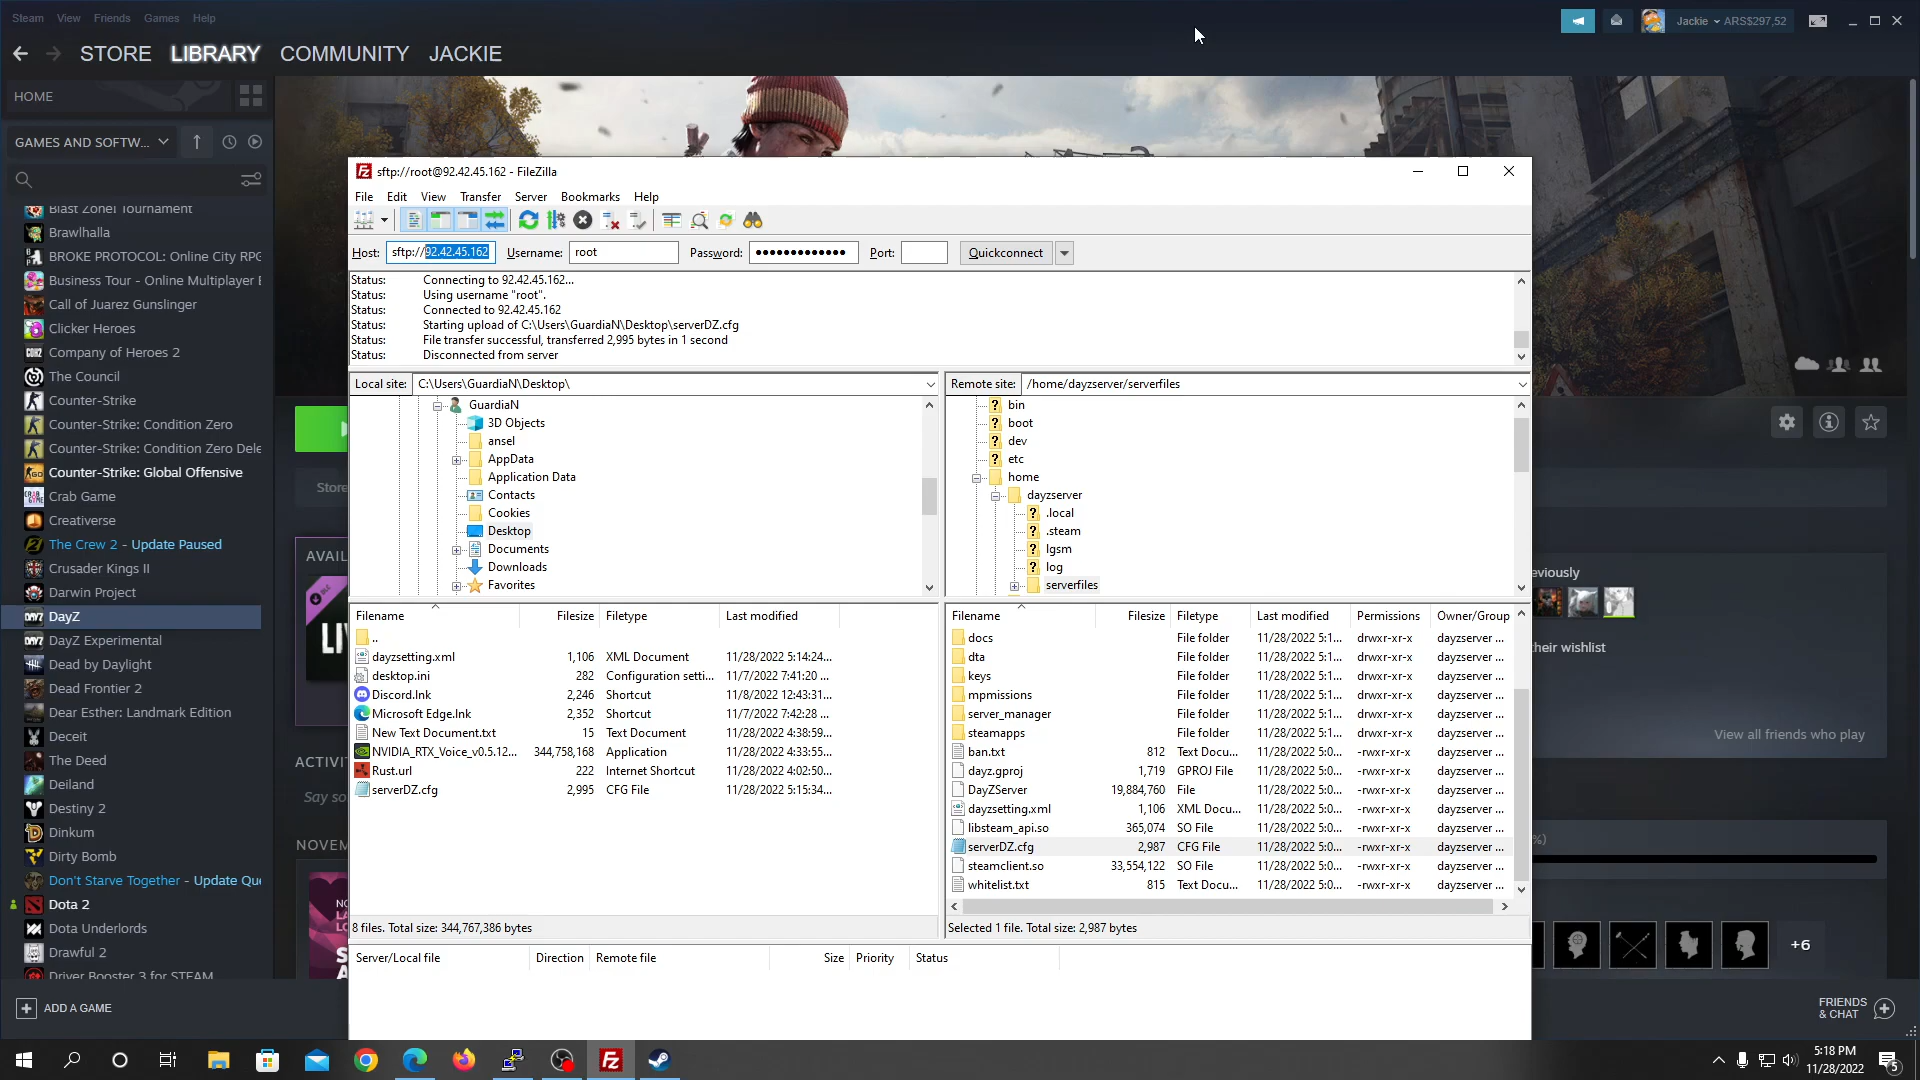 Steam View Friends Games Help
Jackie ARS$297,52
STORE LIBRARY COMMUNITY JACKIE
HOME
GAMES AND SOFTW...
Blast Zone! Tournament
Brawlhalla
BROKE PROTOCOL: Online City RPG
Business Tour - Online Multiplayer
Call of Juarez Gunslinger
Clicker Heroes
Company of Heroes 2
The Council
Counter-Strike
Counter-Strike: Condition Zero
Counter-Strike: Condition Zero Dele
Counter-Strike: Global Offensive
Crab Game
Creativerse
The Crew 2 - Update Paused
Crusader Kings II
Darwin Project
DayZ
DayZ Experimental
Dead by Daylight
Dead Frontier 2
Dear Esther: Landmark Edition
Deceit
The Deed
Deiland
Destiny 2
Dinkum
Dirty Bomb
Don't Starve Together - Update Que
Dota 2
Dota Underlords
Drawful 2
Driver Booster 3 for STEAM
ADD A GAME
Store
AVAIL
LIV
ACTIVIT
Say so
NOVEM
sftp://root@92.42.45.162 - FileZilla
File Edit View Transfer Server Bookmarks Help
Host: sftp://92.42.45.162 Username: root Password: ●●●●●●●●●●●●● Port: Quickconnect
Status: Connecting to 92.42.45.162...
Status: Using username "root".
Status: Connected to 92.42.45.162
Status: Starting upload of C:\Users\GuardiaN\Desktop\serverDZ.cfg
Status: File transfer successful, transferred 2,995 bytes in 1 second
Status: Disconnected from server
Local site: C:\Users\GuardiaN\Desktop\
GuardiaN
3D Objects
ansel
AppData
Application Data
Contacts
Cookies
Desktop
Documents
Downloads
Favorites
Remote site: /home/dayzserver/serverfiles
bin
boot
dev
etc
home
dayzserver
.local
.steam
lgsm
log
serverfiles
Filename Filesize Filetype Last modified
..
dayzsetting.xml 1,106 XML Document 11/28/2022 5:14:24...
desktop.ini 282 Configuration setti... 11/7/2022 7:41:20 ...
Discord.lnk 2,246 Shortcut 11/8/2022 12:43:31...
Microsoft Edge.lnk 2,352 Shortcut 11/7/2022 7:42:28 ...
New Text Document.txt 15 Text Document 11/28/2022 4:38:59...
NVIDIA_RTX_Voice_v0.5.12... 344,758,168 Application 11/28/2022 4:33:55...
Rust.url 222 Internet Shortcut 11/28/2022 4:02:50...
serverDZ.cfg 2,995 CFG File 11/28/2022 5:15:34...
8 files. Total size: 344,767,386 bytes
Filename Filesize Filetype Last modified Permissions Owner/Group
docs File folder 11/28/2022 5:1... drwxr-xr-x dayzserver ...
dta File folder 11/28/2022 5:1... drwxr-xr-x dayzserver ...
keys File folder 11/28/2022 5:1... drwxr-xr-x dayzserver ...
mpmissions File folder 11/28/2022 5:1... drwxr-xr-x dayzserver ...
server_manager File folder 11/28/2022 5:1... drwxr-xr-x dayzserver ...
steamapps File folder 11/28/2022 5:1... drwxr-xr-x dayzserver ...
ban.txt 812 Text Docu... 11/28/2022 5:0... -rwxr-xr-x dayzserver ...
dayz.gproj 1,719 GPROJ File 11/28/2022 5:0... -rwxr-xr-x dayzserver ...
DayZServer 19,884,760 File 11/28/2022 5:0... -rwxr-xr-x dayzserver ...
dayzsetting.xml 1,106 XML Docu... 11/28/2022 5:0... -rwxr-xr-x dayzserver ...
libsteam_api.so 365,074 SO File 11/28/2022 5:0... -rwxr-xr-x dayzserver ...
serverDZ.cfg 2,987 CFG File 11/28/2022 5:0... -rwxr-xr-x dayzserver ...
steamclient.so 33,554,122 SO File 11/28/2022 5:0... -rwxr-xr-x dayzserver ...
whitelist.txt 815 Text Docu... 11/28/2022 5:0... -rwxr-xr-x dayzserver ...
Selected 1 file. Total size: 2,987 bytes
Server/Local file Direction Remote file Size Priority Status
eviously
their wishlist
View all friends who play
%)
+6
FRIENDS
& CHAT
5:18 PM
11/28/2022
5